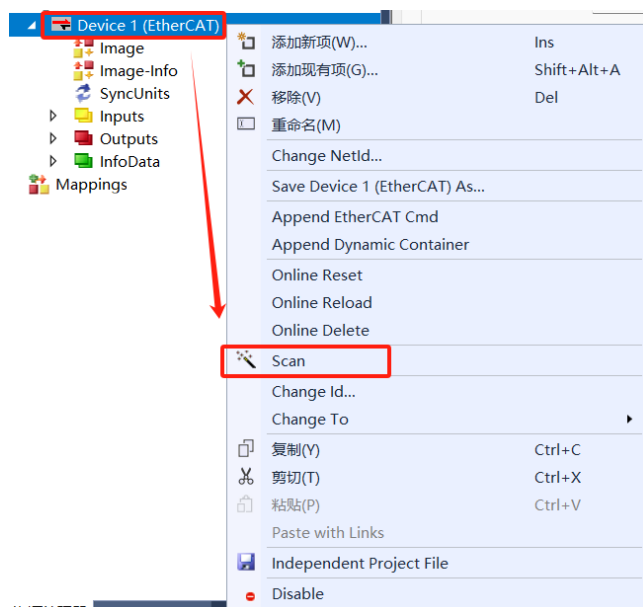 Device 1 (EtherCAT)
Image
Image-Info
SyncUnits
Inputs
Outputs
InfoData
Mappings
添加新项(W)... Ins
添加现有项(G)... Shift+Alt+A
移除(V) Del
重命名(M)
Change NetId...
Save Device 1 (EtherCAT) As...
Append EtherCAT Cmd
Append Dynamic Container
Online Reset
Online Reload
Online Delete
Scan
Change Id...
Change To
复制(Y) Ctrl+C
剪切(T) Ctrl+X
粘贴(P) Ctrl+V
Paste with Links
Independent Project File
Disable